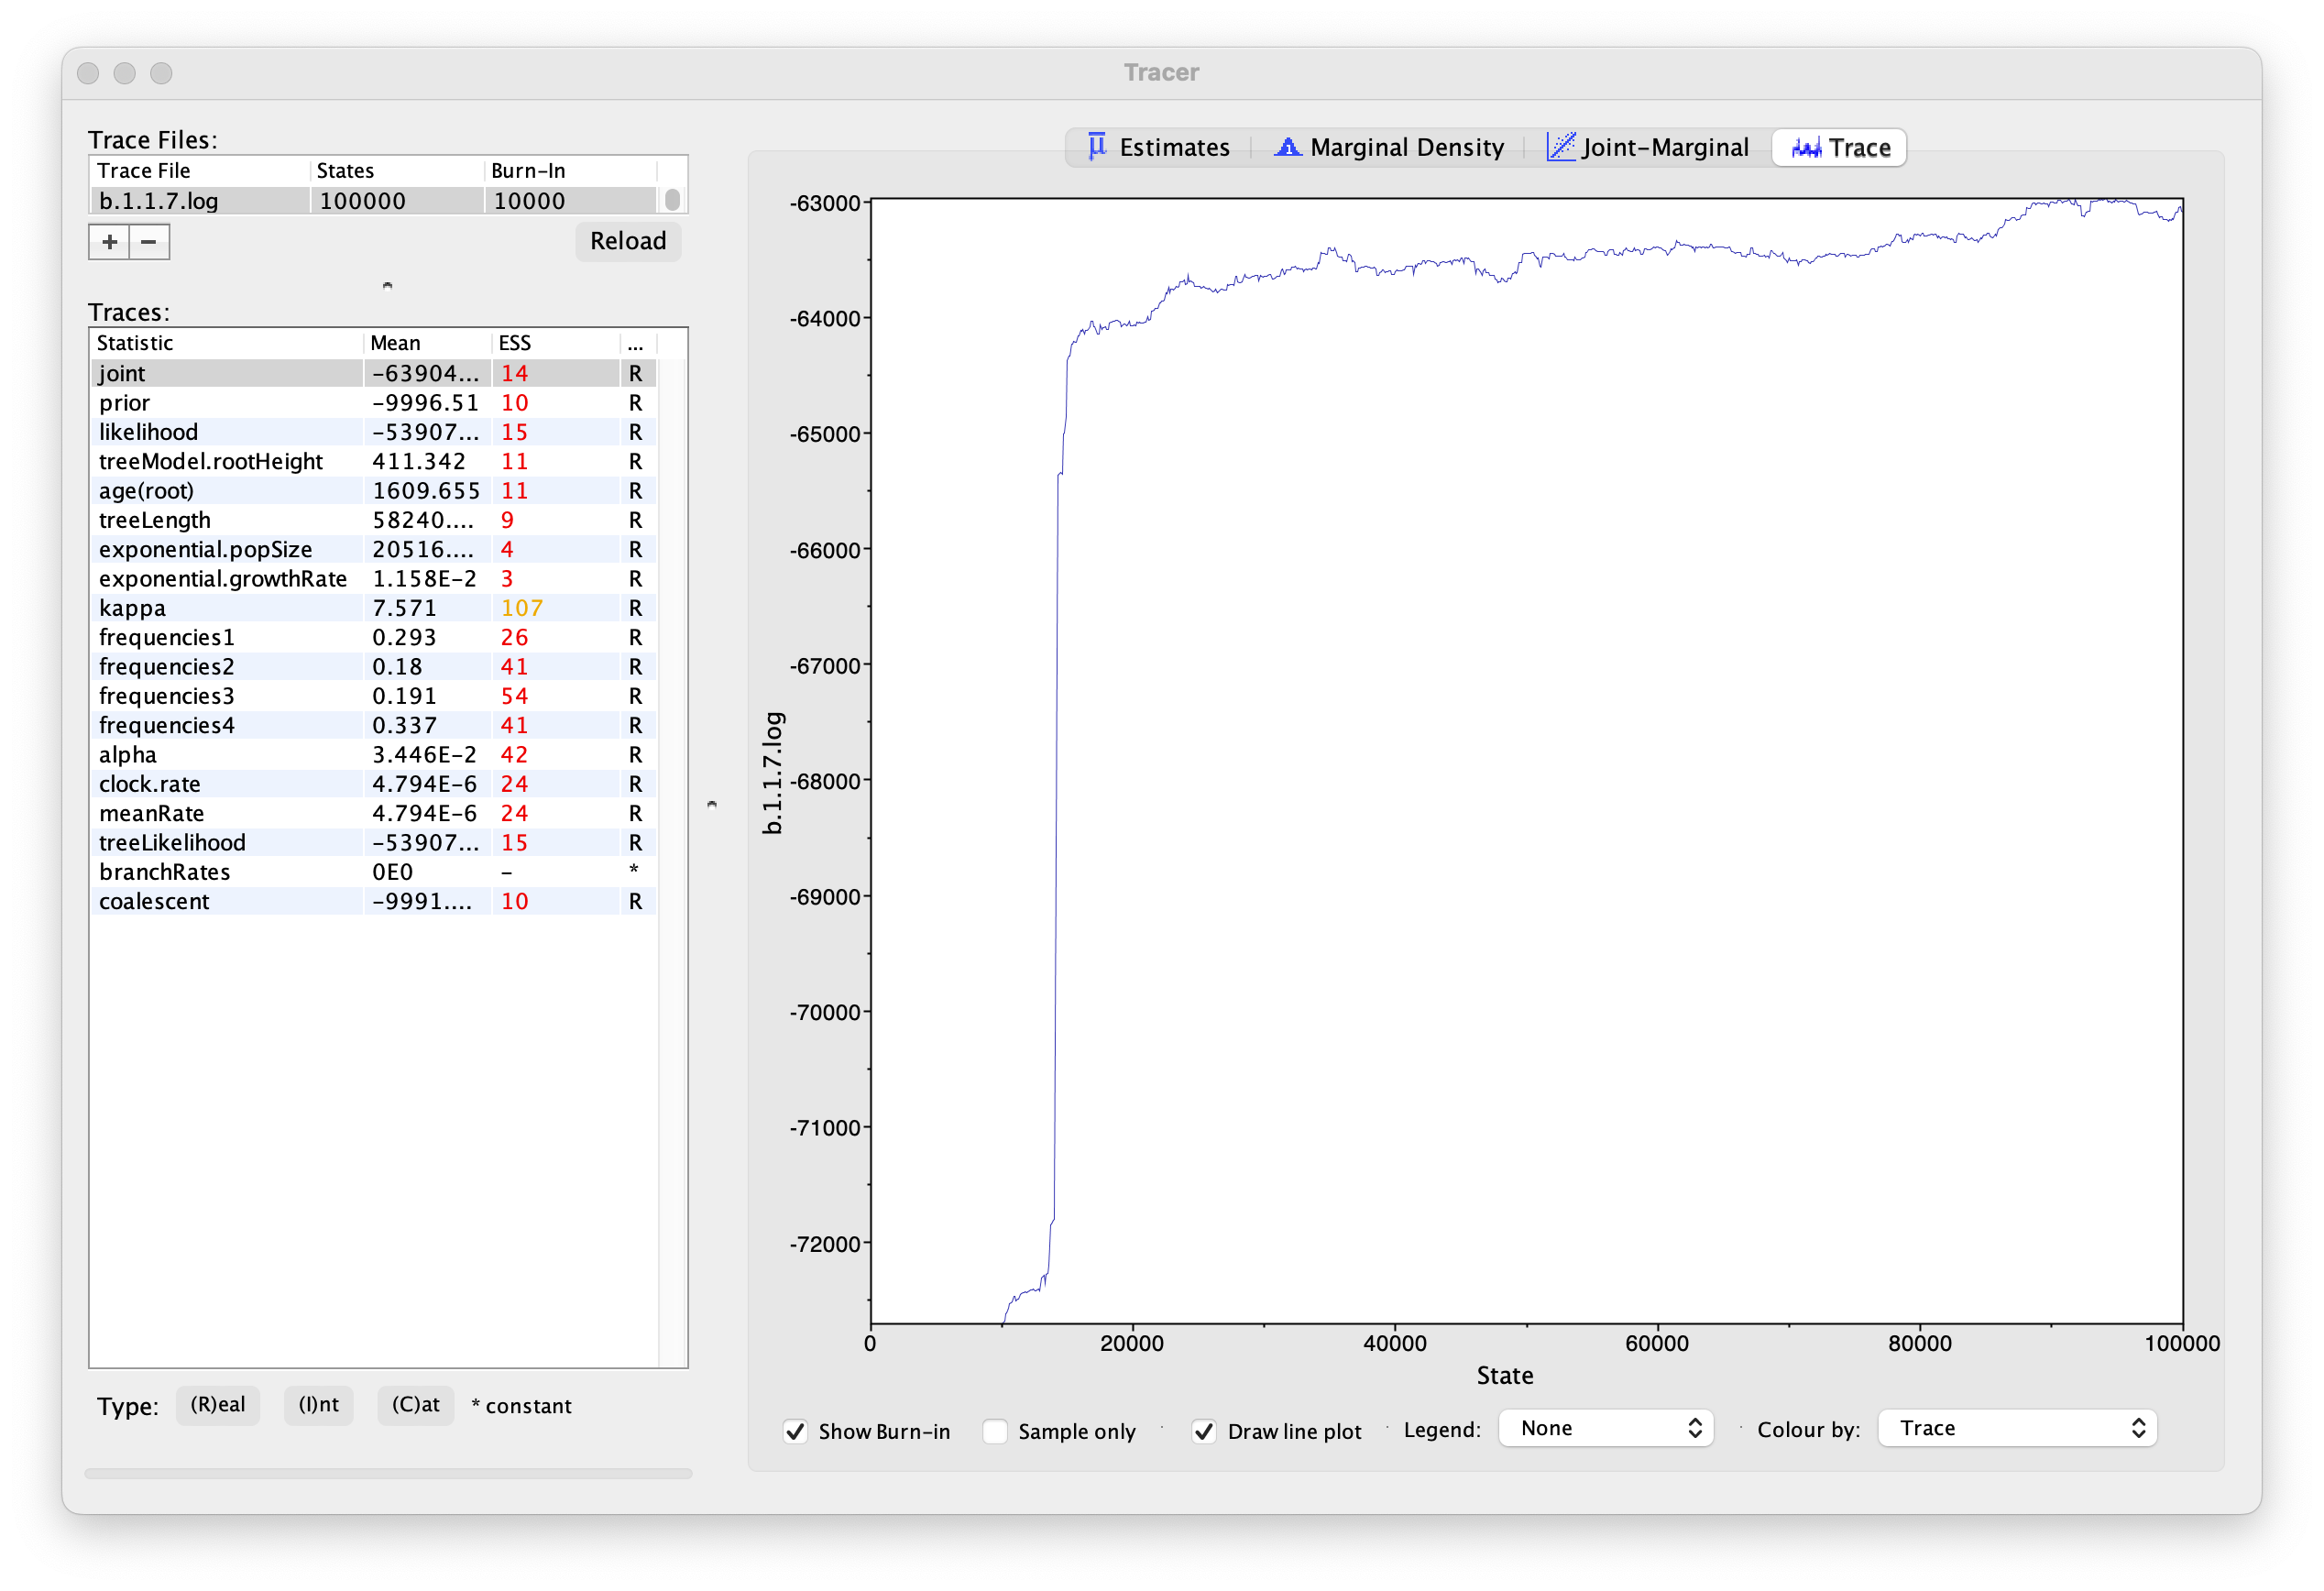 Tracer
Trace Files:
Trace File States Burn-In
b.1.1.7.log 100000 10000
+ − Reload
Traces:
Statistic Mean ESS ...
joint -63904... 14 R
prior -9996.51 10 R
likelihood -53907... 15 R
treeModel.rootHeight 411.342 11 R
age(root) 1609.655 11 R
treeLength 58240.... 9 R
exponential.popSize 20516.... 4 R
exponential.growthRate 1.158E-2 3 R
kappa 7.571 107 R
frequencies1 0.293 26 R
frequencies2 0.18 41 R
frequencies3 0.191 54 R
frequencies4 0.337 41 R
alpha 3.446E-2 42 R
clock.rate 4.794E-6 24 R
meanRate 4.794E-6 24 R
treeLikelihood -53907... 15 R
branchRates 0E0 - *
coalescent -9991.... 10 R
Type: (R)eal (I)nt (C)at * constant
Estimates Marginal Density Joint-Marginal Trace
-63000
-64000
-65000
-66000
-67000
-68000
-69000
-70000
-71000
-72000
b.1.1.7.log
0 20000 40000 60000 80000 100000
State
Show Burn-in Sample only Draw line plot Legend: None Colour by: Trace